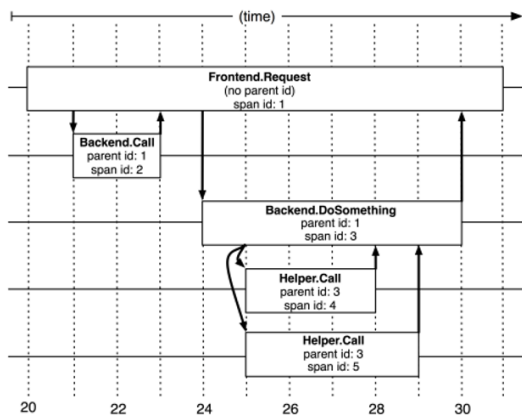 (time)
Frontend.Request
(no parent id)
span id: 1
Backend.Call
parent id: 1
span id: 2
Backend.DoSomething
parent id: 1
span id: 3
Helper.Call
parent id: 3
span id: 4
Helper.Call
parent id: 3
span id: 5
20 22 24 26 28 30